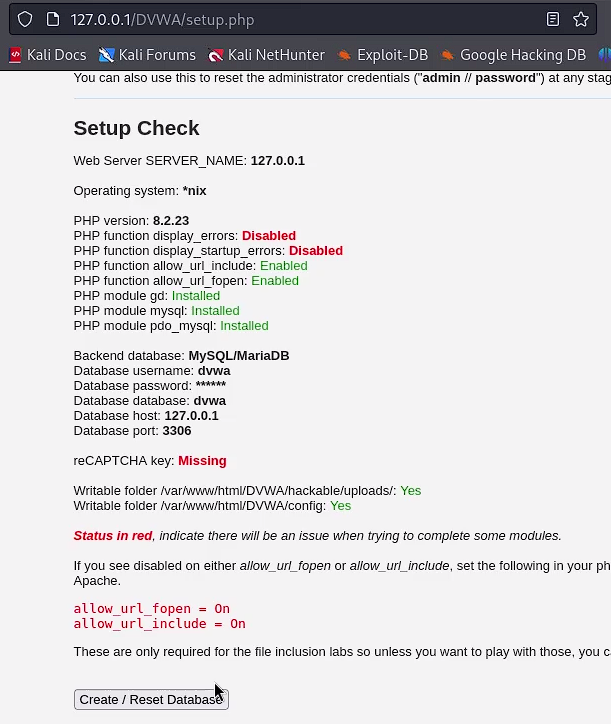 127.0.0.1/DVWA/setup.php
Kali Docs Kali Forums Kali NetHunter Exploit-DB Google Hacking DB
You can also use this to reset the administrator credentials ("admin // password") at any stag
Setup Check
Web Server SERVER_NAME: 127.0.0.1
Operating system: *nix
PHP version: 8.2.23
PHP function display_errors: Disabled
PHP function display_startup_errors: Disabled
PHP function allow_url_include: Enabled
PHP function allow_url_fopen: Enabled
PHP module gd: Installed
PHP module mysql: Installed
PHP module pdo_mysql: Installed
Backend database: MySQL/MariaDB
Database username: dvwa
Database password: ******
Database database: dvwa
Database host: 127.0.0.1
Database port: 3306
reCAPTCHA key: Missing
Writable folder /var/www/html/DVWA/hackable/uploads/: Yes
Writable folder /var/www/html/DVWA/config: Yes
Status in red, indicate there will be an issue when trying to complete some modules.
If you see disabled on either allow_url_fopen or allow_url_include, set the following in your ph
Apache.
allow_url_fopen = On
allow_url_include = On
These are only required for the file inclusion labs so unless you want to play with those, you c
Create / Reset Database